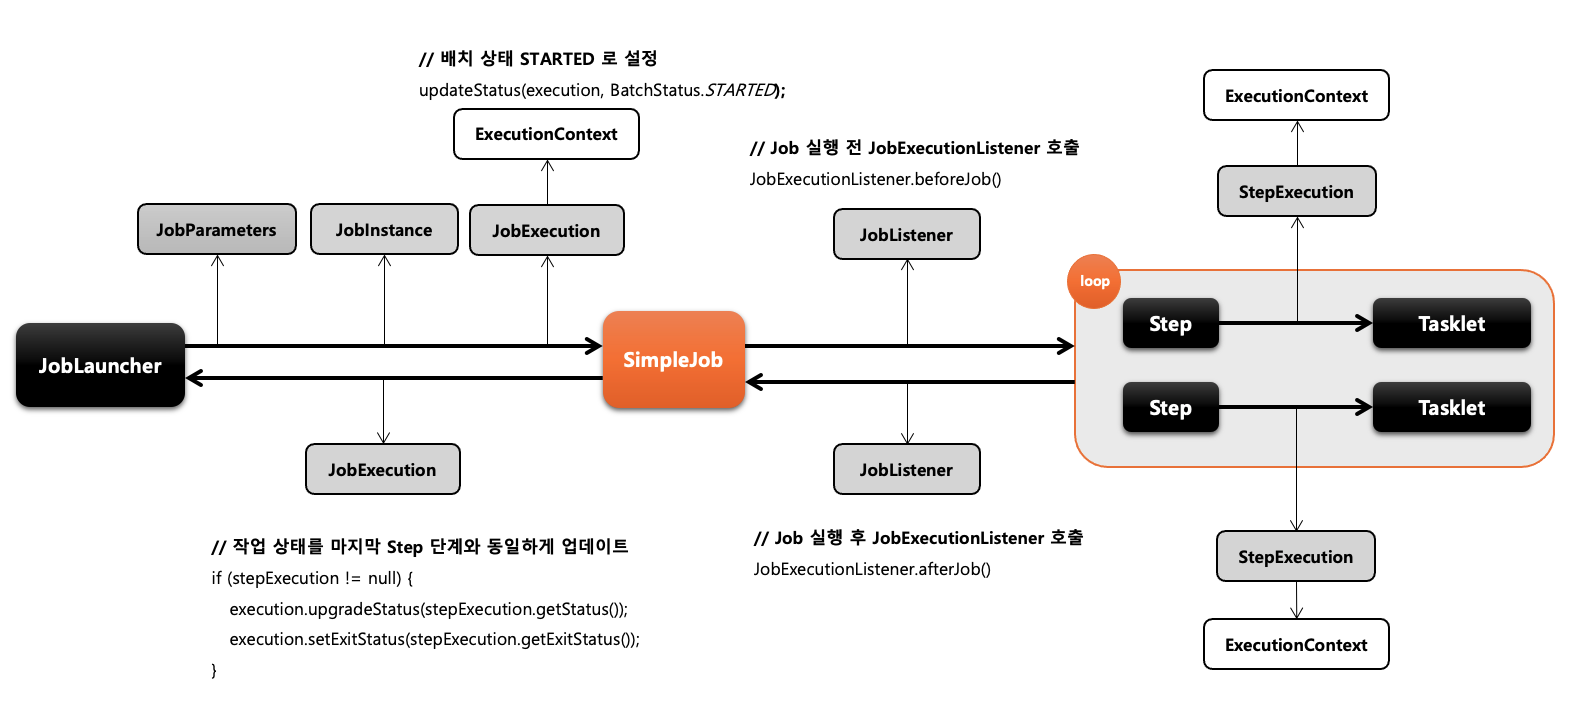 // 배치 상태 STARTED 로 설정
updateStatus(execution, BatchStatus.STARTED);
ExecutionContext
JobParameters
JobInstance
JobExecution
// Job 실행 전 JobExecutionListener 호출
JobExecutionListener.beforeJob()
JobListener
ExecutionContext
StepExecution
loop
JobLauncher
SimpleJob
Step
Tasklet
Step
Tasklet
JobExecution
JobListener
// 작업 상태를 마지막 Step 단계와 동일하게 업데이트
if (stepExecution != null) {
execution.upgradeStatus(stepExecution.getStatus());
execution.setExitStatus(stepExecution.getExitStatus());
}
// Job 실행 후 JobExecutionListener 호출
JobExecutionListener.afterJob()
StepExecution
ExecutionContext